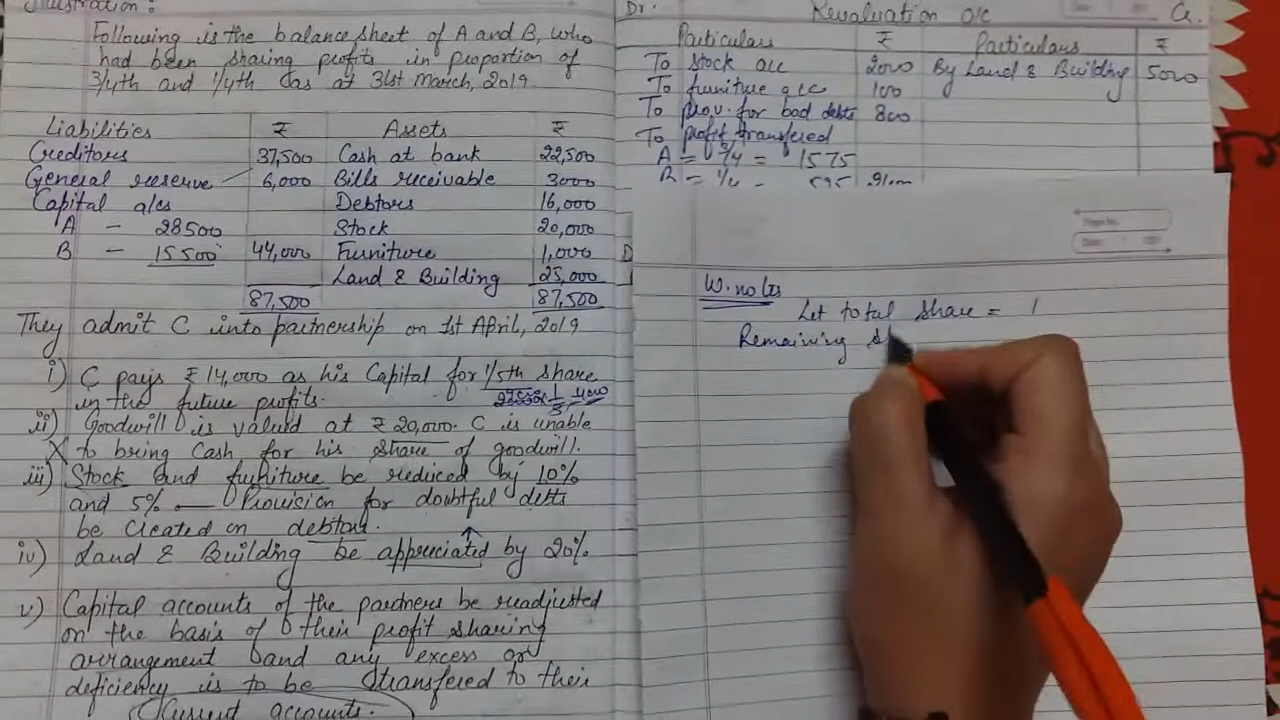 Illustration :
Following is the balance sheet of A and B, who
had been sharing profits in proportion of
3/4th and 1/4th as at 31st March, 2019.
Liabilities ₹ Assets ₹
Creditors 37,500 Cash at bank 22,500
General reserve 6,000 Bills receivable 3000
Capital a/cs Debtors 16,000
A - 28500 Stock 20,000
B - 15500 44,000 Furniture 1,000
Land & Building 25,000
87,500 87,500
They admit C into partnership on 1st April, 2019
i) C pays ₹ 14,000 as his Capital for 1/5th share
in the future profits.
ii) Goodwill is valued at ₹ 20,000. C is unable
to bring Cash for his share of goodwill.
iii) Stock and furniture be reduced by 10%
and 5% Provision for doubtful debts
be created on debtors.
iv) Land & Building be appreciated by 20%.
v) Capital accounts of the partners be readjusted
on the basis of their profit sharing
arrangement and any excess or
deficiency is to be transfered to their
Current accounts.
Dr. Revaluation a/c Cr.
Particulars ₹ Particulars ₹
To stock a/c 2000 By Land & Building 5000
To furniture a/c 100
To prov. for bad debts 800
To profit transfered
A = 3/4 = 1575
B = 1/4 - 525 2100
W. notes
Let total share = 1
Remaining